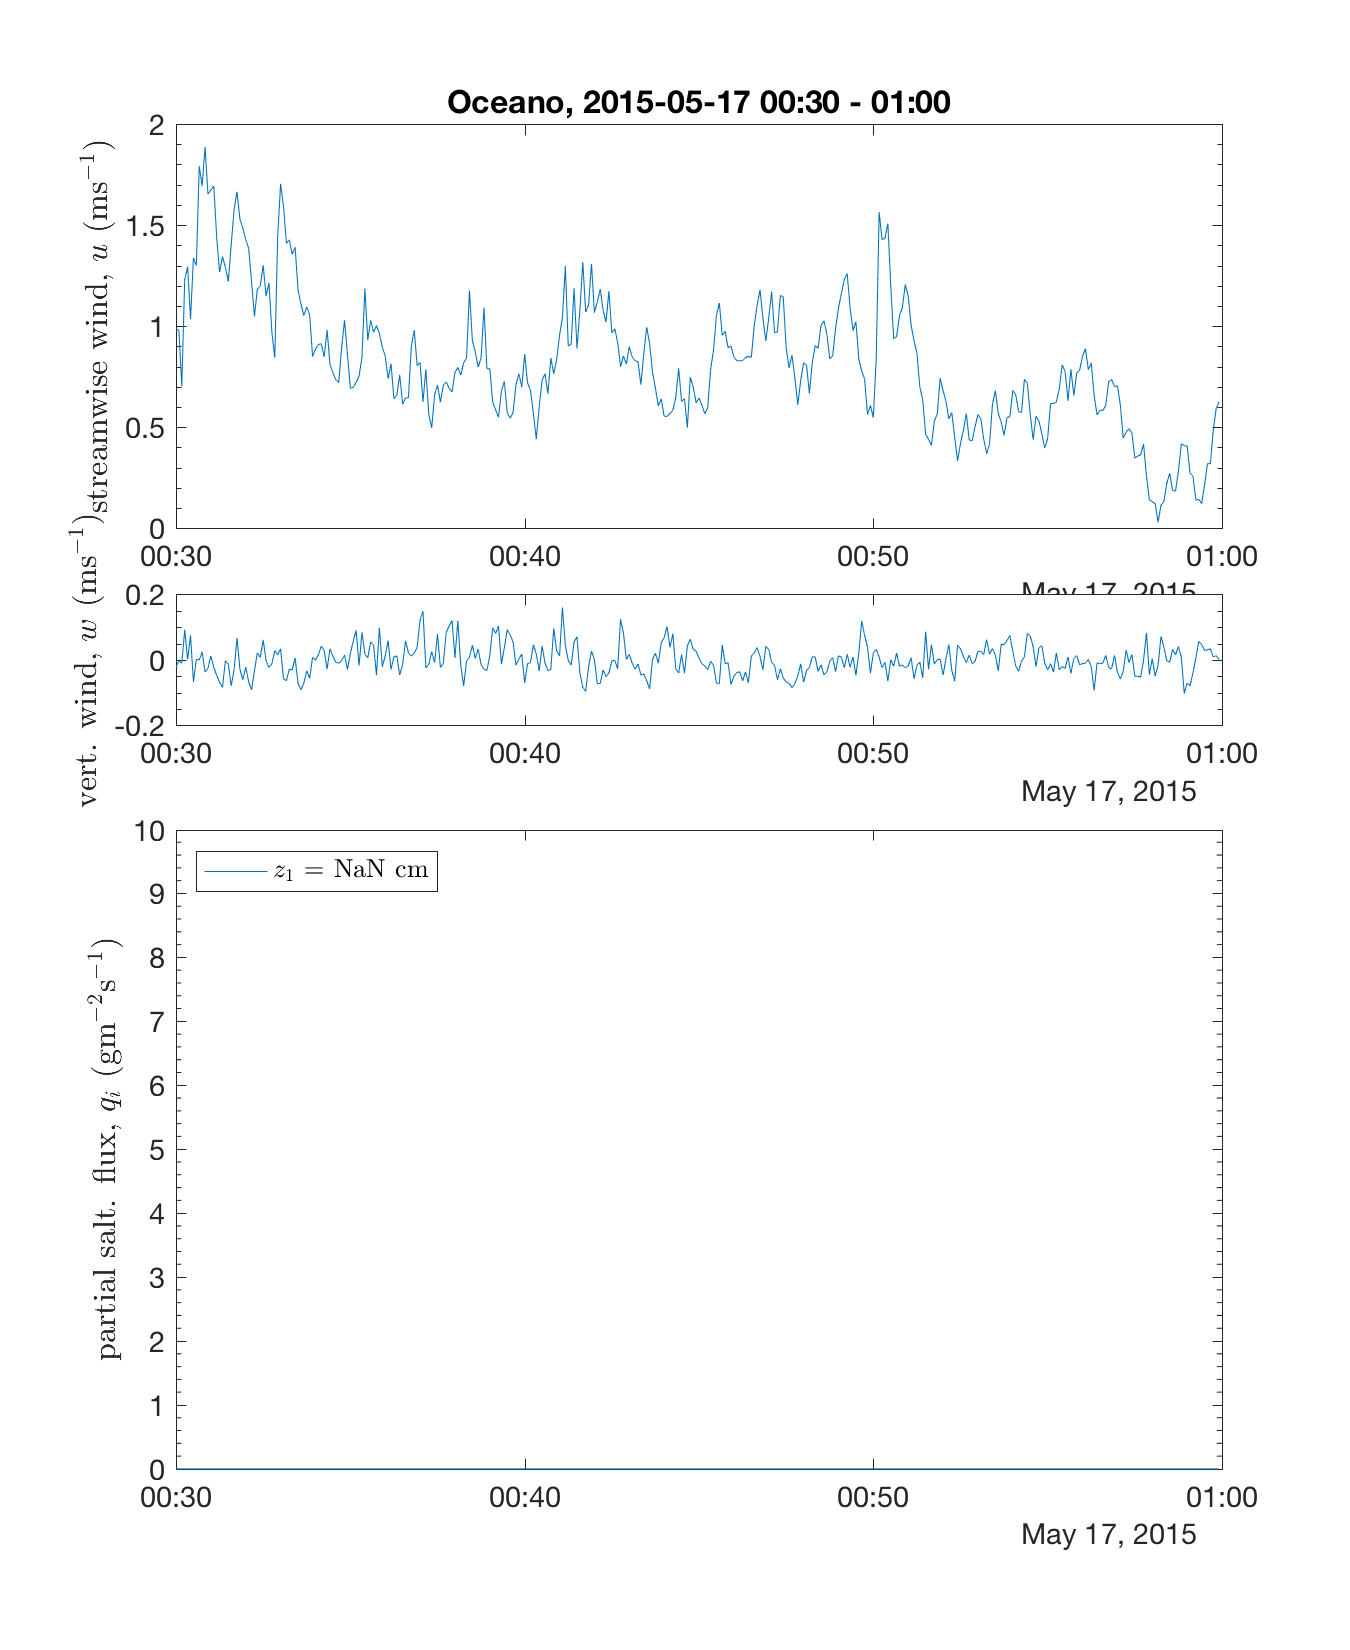 Oceano, 2015-05-17 00:30 - 01:00
streamwise wind, u (ms⁻¹)
2
1.5
1
0.5
0
00:30 00:40 00:50 01:00
May 17, 2015
vert. wind, w (ms⁻¹)
0.2
0
-0.2
00:30 00:40 00:50 01:00
May 17, 2015
partial salt. flux, qᵢ (gm⁻²s⁻¹)
10
9
8
7
6
5
4
3
2
1
0
z₁ = NaN cm
00:30 00:40 00:50 01:00
May 17, 2015